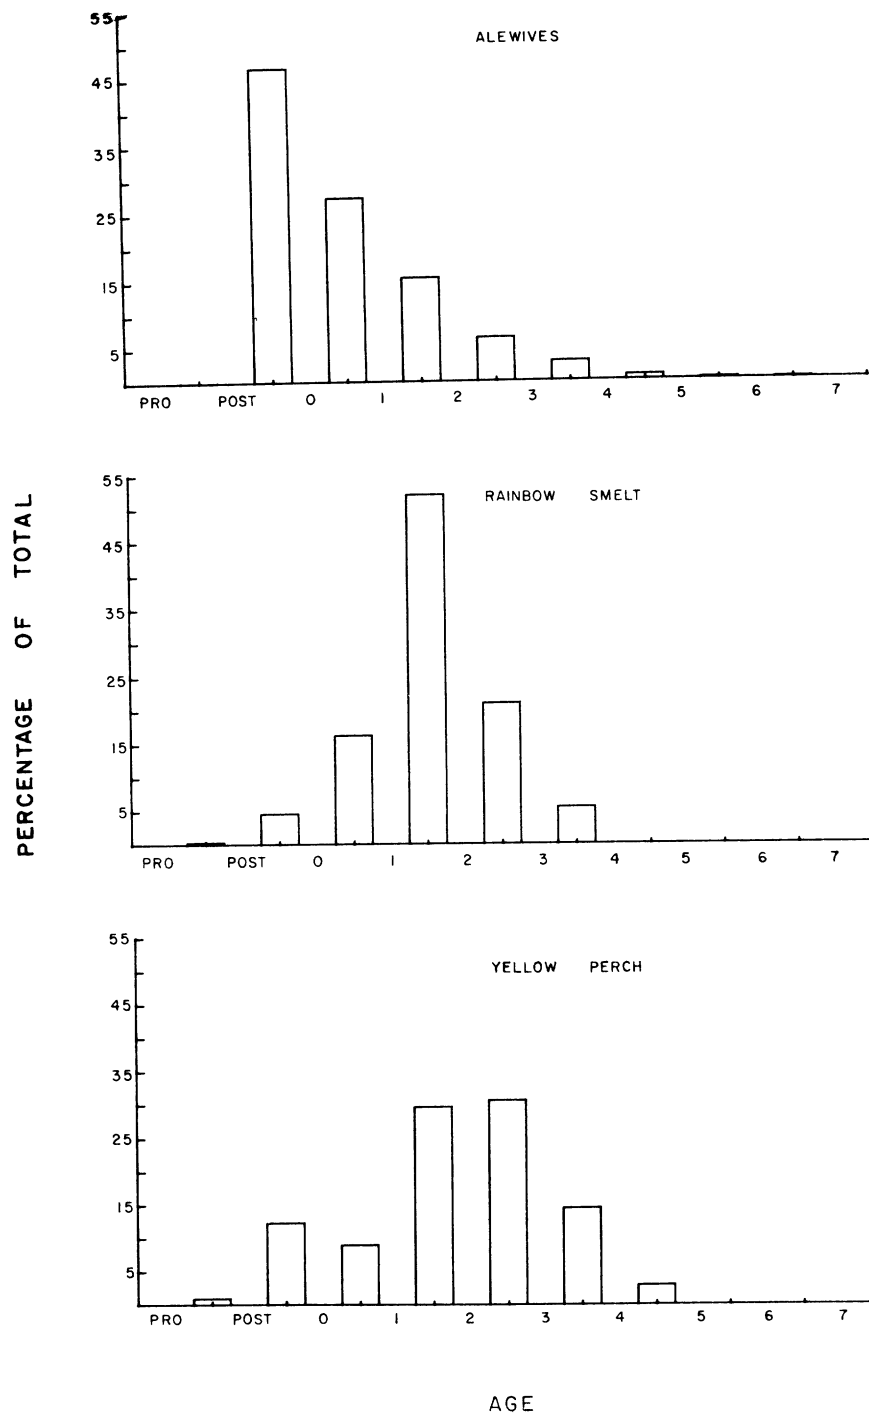 ALEWIVES
55
45
35
25
15
5
PRO POST 0 1 2 3 4 5 6 7
RAINBOW SMELT
55
45
35
25
15
5
PRO POST 0 1 2 3 4 5 6 7
YELLOW PERCH
55
45
35
25
15
5
PRO POST 0 1 2 3 4 5 6 7
PERCENTAGE OF TOTAL
AGE